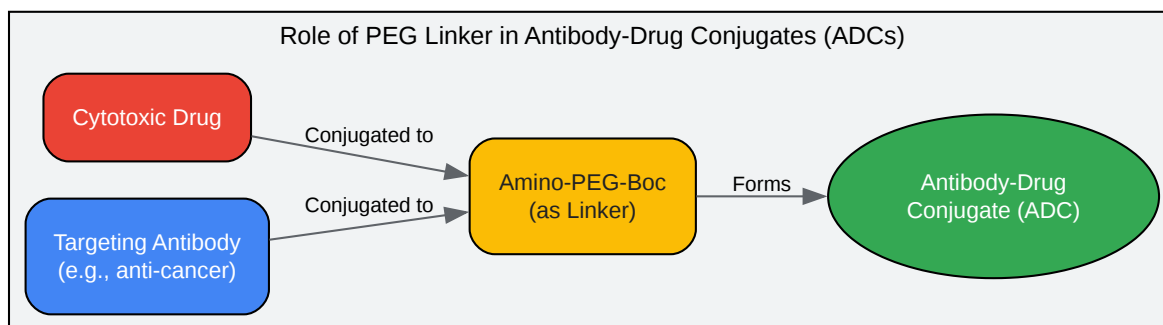 Role of PEG Linker in Antibody-Drug Conjugates (ADCs)
Cytotoxic Drug
Conjugated to
Targeting Antibody
(e.g., anti-cancer)
Conjugated to
Amino-PEG-Boc
(as Linker)
Forms
Antibody-Drug
Conjugate (ADC)